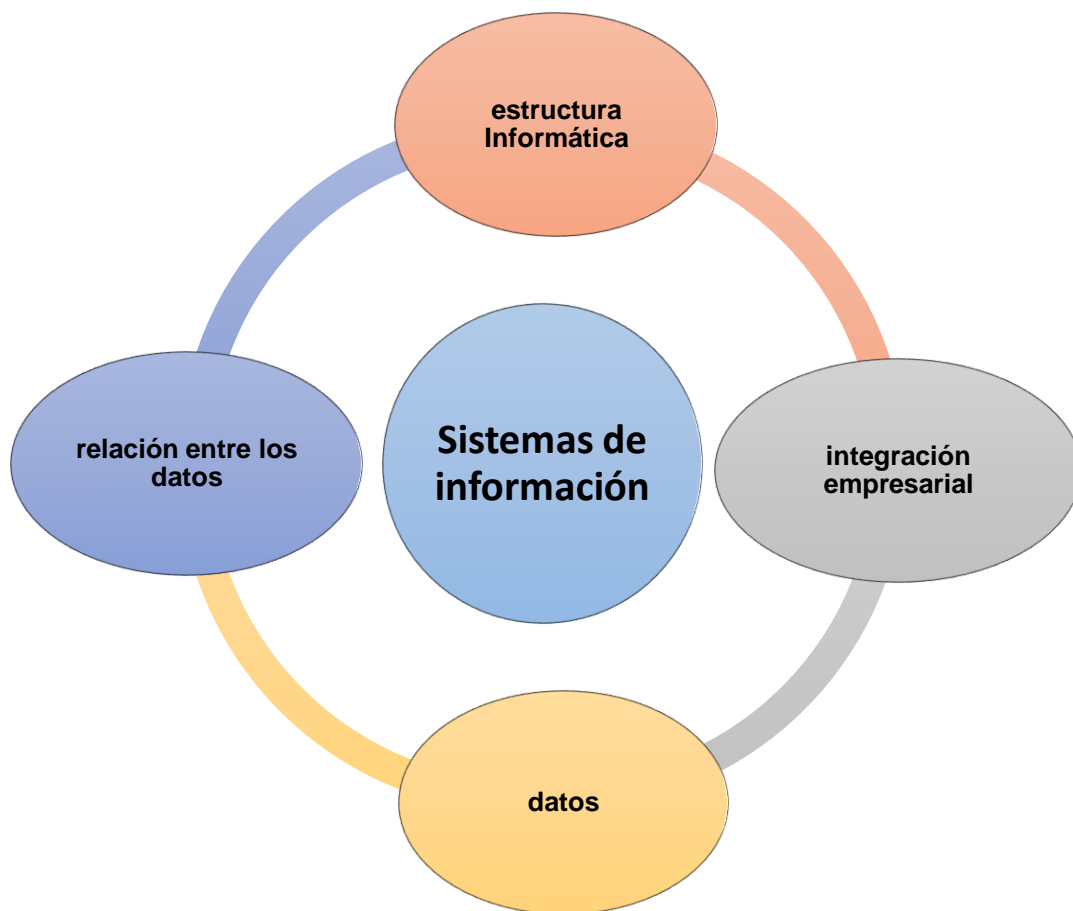 estructura
Informática
relación entre los
datos
Sistemas de
información
integración
empresarial
datos